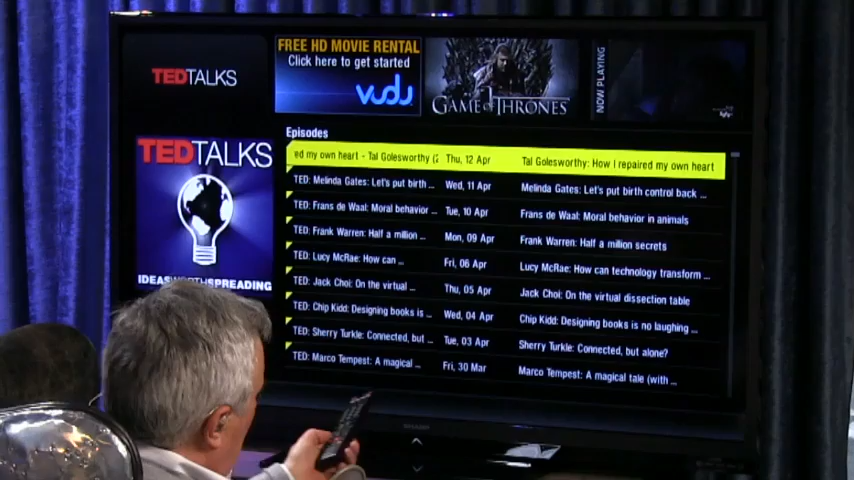 TEDTALKS
FREE HD MOVIE RENTAL
Click here to get started
vudu
GAME OF THRONES
NOW PLAYING
TEDTALKS
IDEASWORTHSPREADING
Episodes
ed my own heart - Tal Golesworthy (2 Thu, 12 Apr Tal Golesworthy: How I repaired my own heart
TED: Melinda Gates: Let's put birth ... Wed, 11 Apr Melinda Gates: Let's put birth control back ...
TED: Frans de Waal: Moral behavior ... Tue, 10 Apr Frans de Waal: Moral behavior in animals
TED: Frank Warren: Half a million ... Mon, 09 Apr Frank Warren: Half a million secrets
TED: Lucy McRae: How can ... Fri, 06 Apr Lucy McRae: How can technology transform ...
TED: Jack Choi: On the virtual ... Thu, 05 Apr Jack Choi: On the virtual dissection table
TED: Chip Kidd: Designing books is ... Wed, 04 Apr Chip Kidd: Designing books is no laughing ...
TED: Sherry Turkle: Connected, but ... Tue, 03 Apr Sherry Turkle: Connected, but alone?
TED: Marco Tempest: A magical ... Fri, 30 Mar Marco Tempest: A magical tale (with ...
SHARP